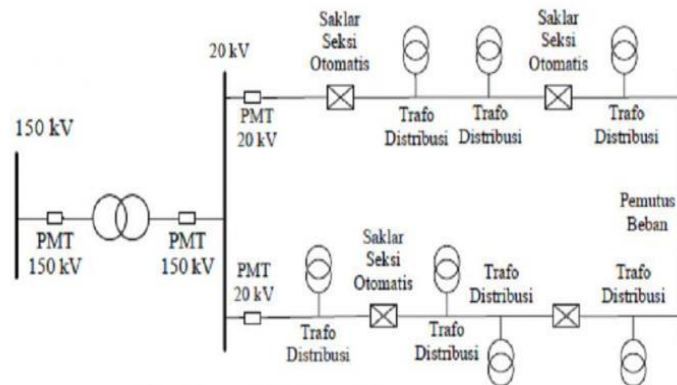 20 kV
Saklar
Seksi
Otomatis
Saklar
Seksi
Otomatis
PMT
20 kV
Trafo
Distribusi
Trafo
Distribusi
Trafo
Distribusi
150 kV
PMT
150 kV
PMT
150 kV
Pemutus
Beban
PMT
20 kV
Saklar
Seksi
Otomatis
Trafo
Distribusi
Trafo
Distribusi
Trafo
Distribusi
Trafo
Distribusi